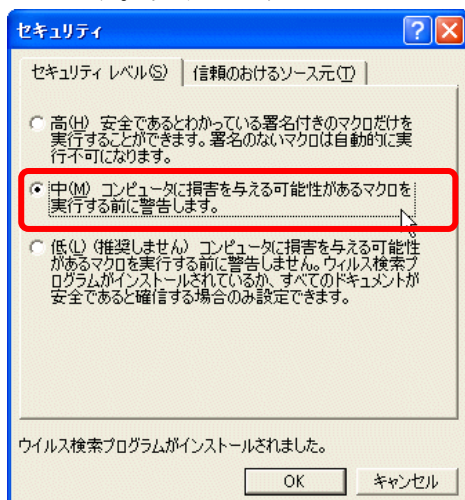 セキュリティ
セキュリティ レベル(S)
信頼のおけるソース元(T)
高(H) 安全であるとわかっている署名付きのマクロだけを
実行することができます。署名のないマクロは自動的に実
行不可になります。
中(M) コンピュータに損害を与える可能性があるマクロを
実行する前に警告します。
低(L) (推奨しません) コンピュータに損害を与える可能性
があるマクロを実行する前に警告しません。ウィルス検索プ
ログラムがインストールされているか、すべてのドキュメントが
安全であると確信する場合のみ設定できます。
ウイルス検索プログラムがインストールされました。
OK
キャンセル